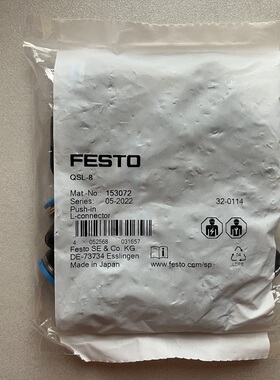 FESTO
QSL-8
Mat. No.: 153072
Series: 05-2022 32-0114
Push-in
L-connector
4 052568 031657
Festo SE & Co. KG
DE-73734 Esslingen
Made in Japan
www.festo.com/sp